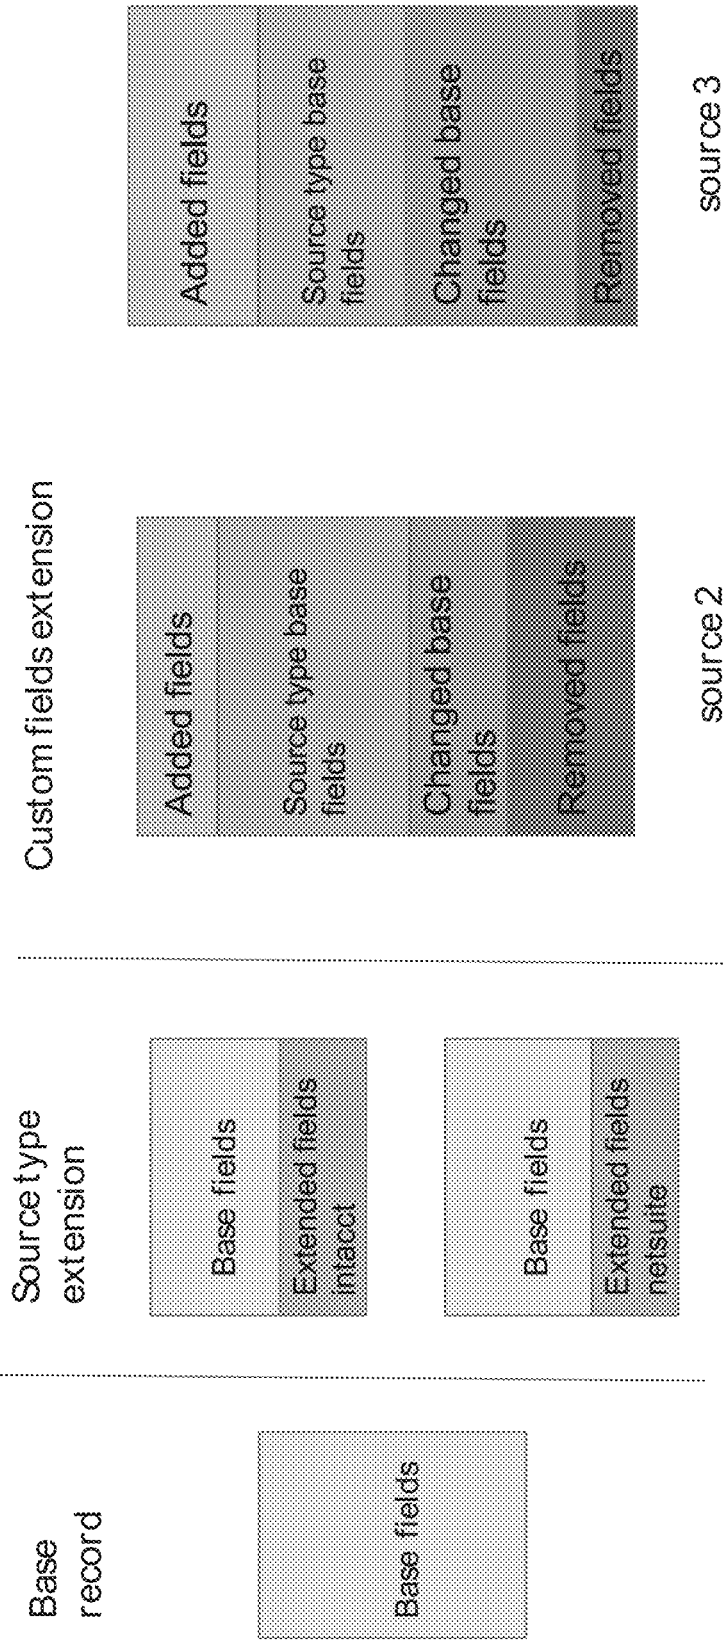 Base
record
Base fields
Source type
extension
Base fields
Extended fields
intacct
Base fields
Extended fields
netsuite
Custom fields extension
Added fields
Source type base
fields
Changed base
fields
Removed fields
source 2
Added fields
Source type base
fields
Changed base
fields
Removed fields
source 3